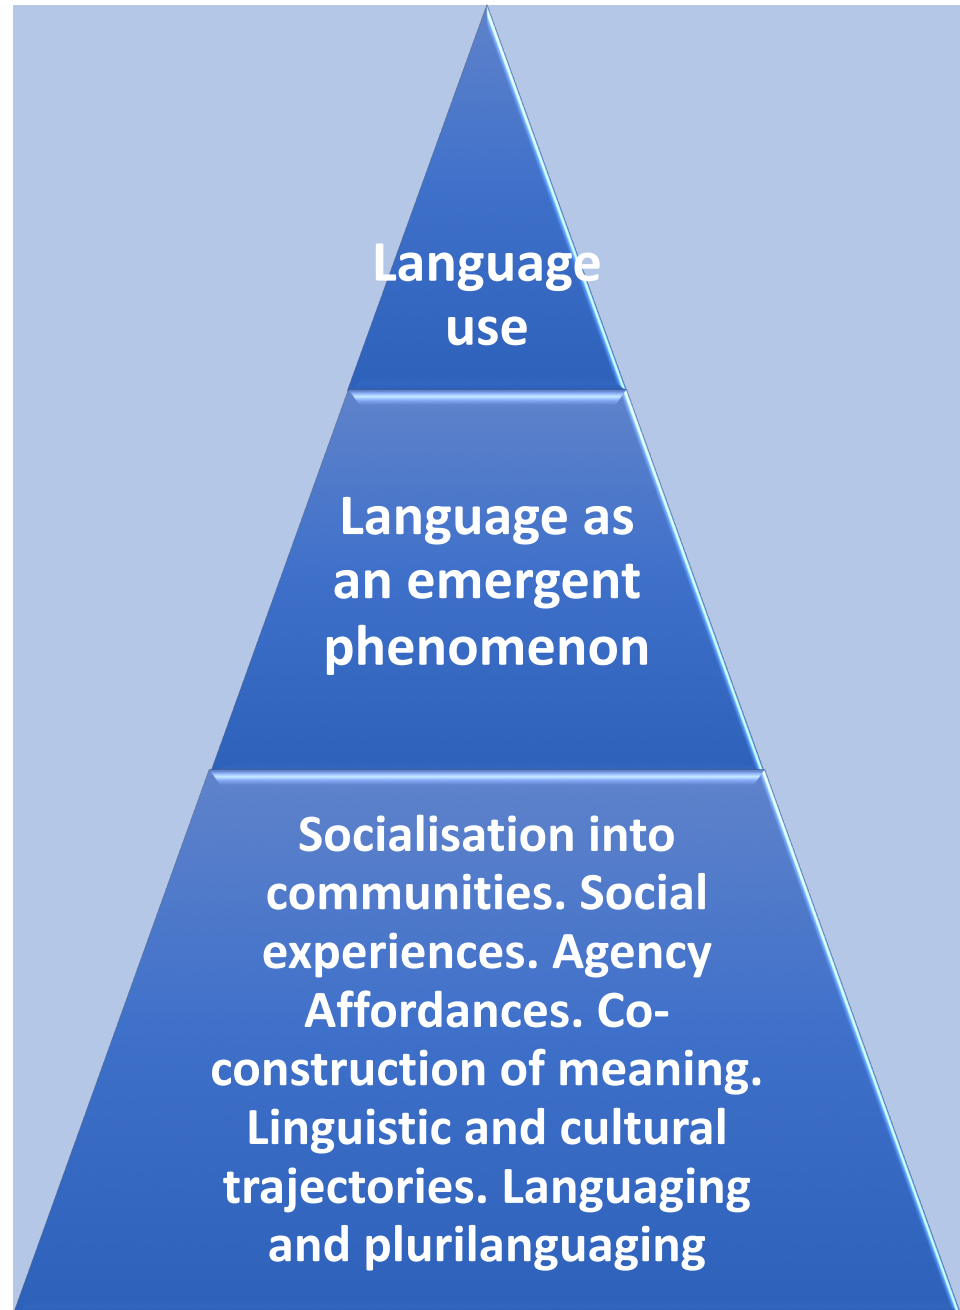 Language
use
Language as
an emergent
phenomenon
Socialisation into
communities. Social
experiences. Agency
Affordances. Co-
construction of meaning.
Linguistic and cultural
trajectories. Languaging
and plurilanguaging